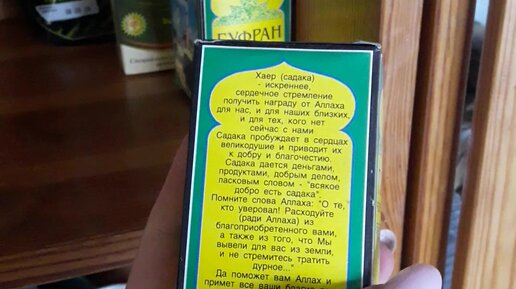 БУФРАН
Хаер (садака)
- искреннее,
сердечное стремление
получить награду от Аллаха
для нас, и для наших близких,
и для тех, кого нет
сейчас с нами
Садака пробуждает в сердцах
великодушие и приводит их
к добру и благочестию.
Садака дается деньгами,
продуктами, добрым делом,
ласковым словом - "всякое
добро есть садака".
Помните слова Аллаха: "О те,
кто уверовал! Расходуйте
(ради Аллаха) из
благоприобретенного вами,
а также из того, что Мы
вывели для вас из земли,
и не стремитесь тратить
дурное..."
Да поможет вам Аллах и
примет все ваши